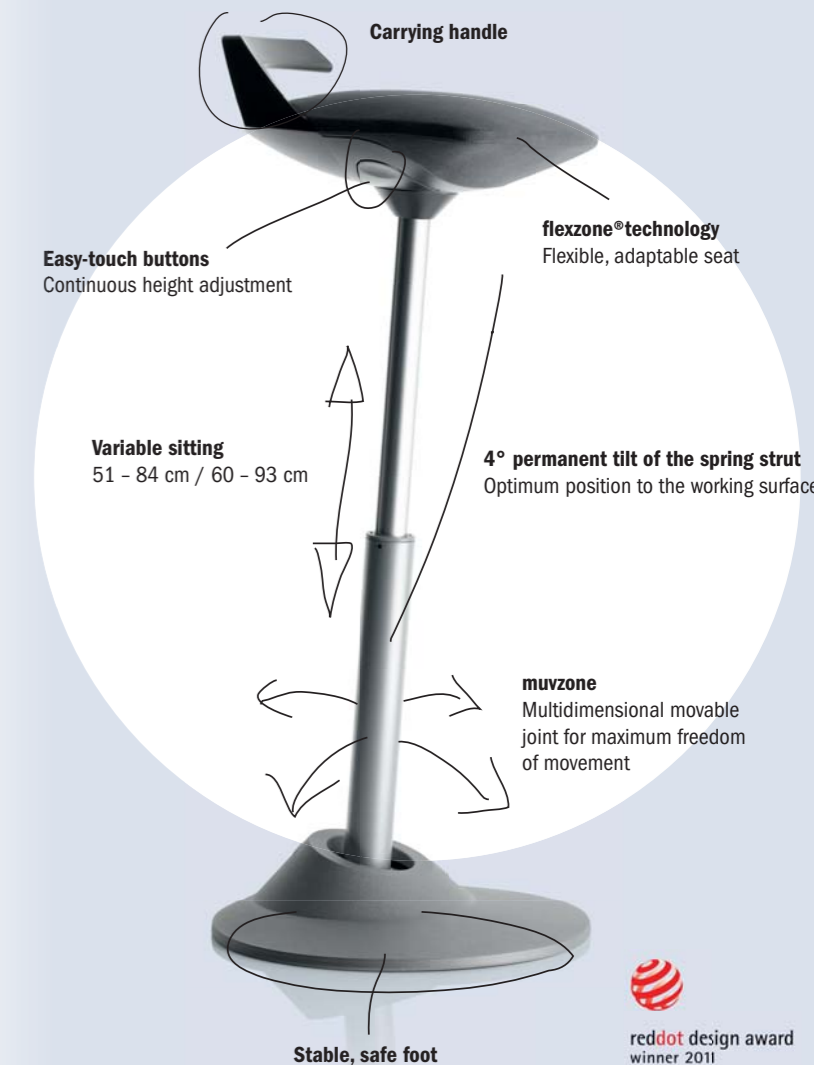 Carrying handle
flexzone®technology
Flexible, adaptable seat
Easy-touch buttons
Continuous height adjustment
Variable sitting
51 – 84 cm / 60 – 93 cm
4° permanent tilt of the spring strut
Optimum position to the working surface
muvzone
Multidimensional movable
joint for maximum freedom
of movement
Stable, safe foot
reddot design award
winner 2011